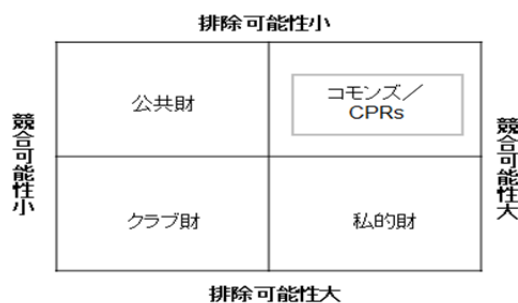 排除可能性小
競合可能性小
公共財
コモンズ／
CPRs
競合可能性大
クラブ財
私的財
排除可能性大